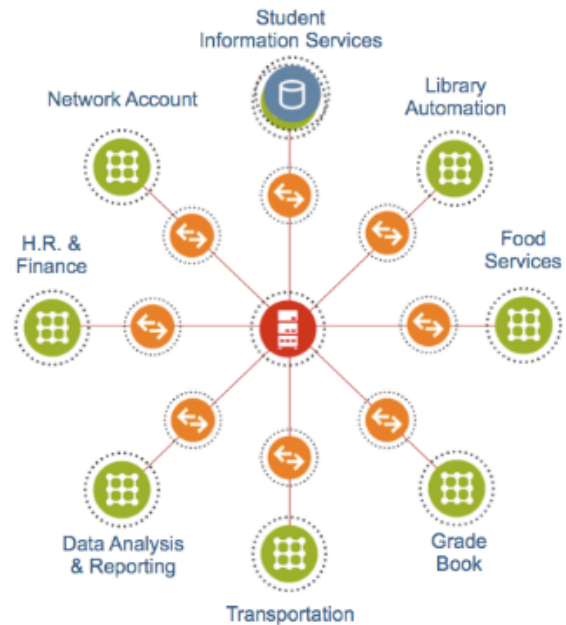 Student
Information Services
Network Account
Library
Automation
H.R. &
Finance
Food
Services
Data Analysis
& Reporting
Grade
Book
Transportation